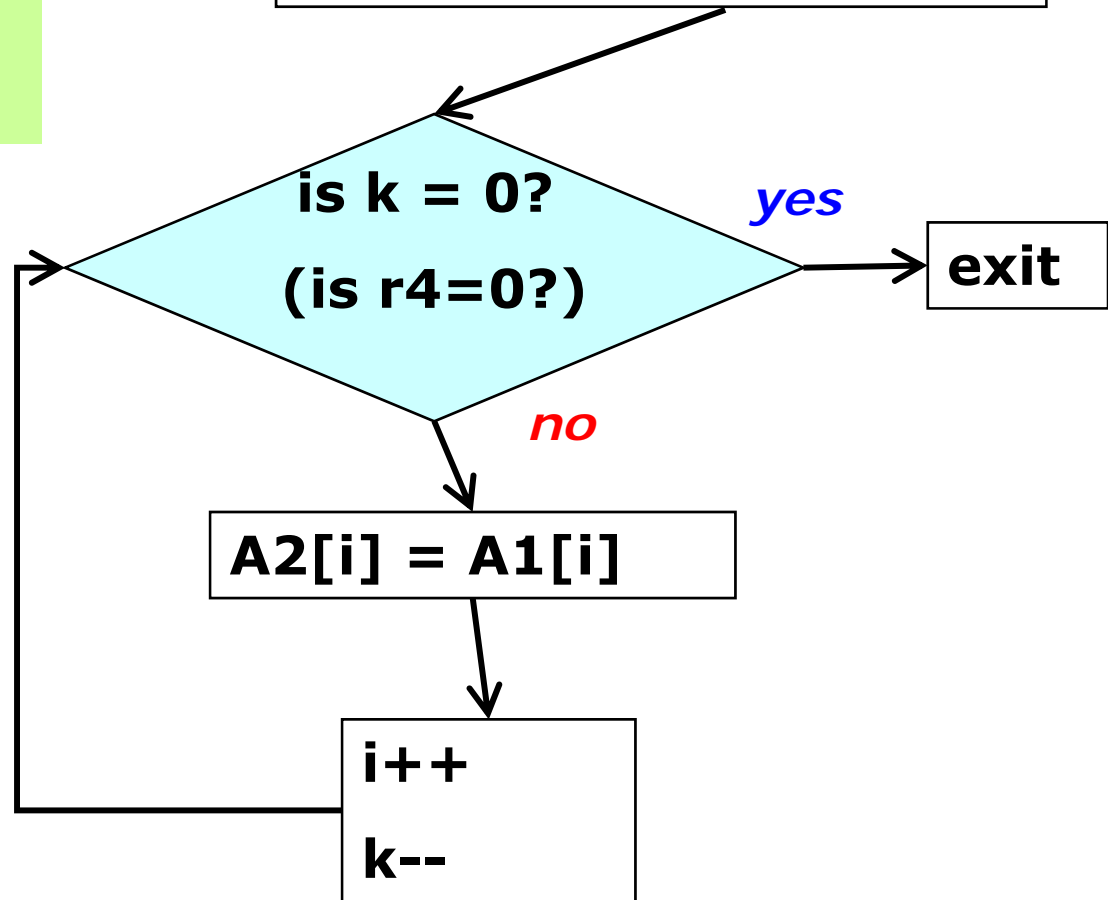 is k = 0?
(is r4=0?)
yes
exit
no
A2[i] = A1[i]
i++
k--